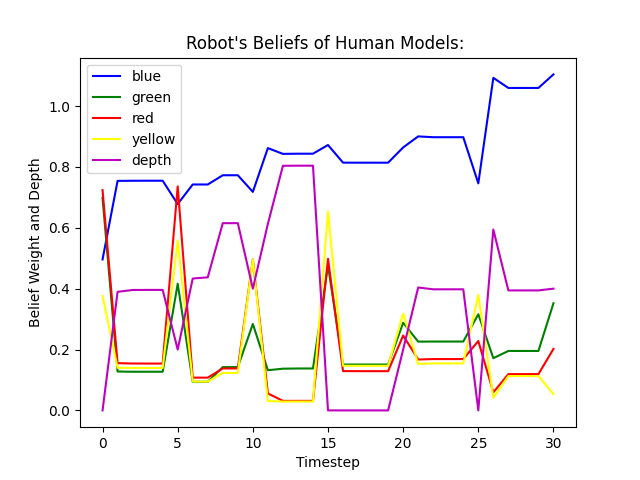 Robot's Beliefs of Human Models:
blue
green
red
yellow
depth
Belief Weight and Depth
1.0
0.8
0.6
0.4
0.2
0.0
0 5 10 15 20 25 30
Timestep